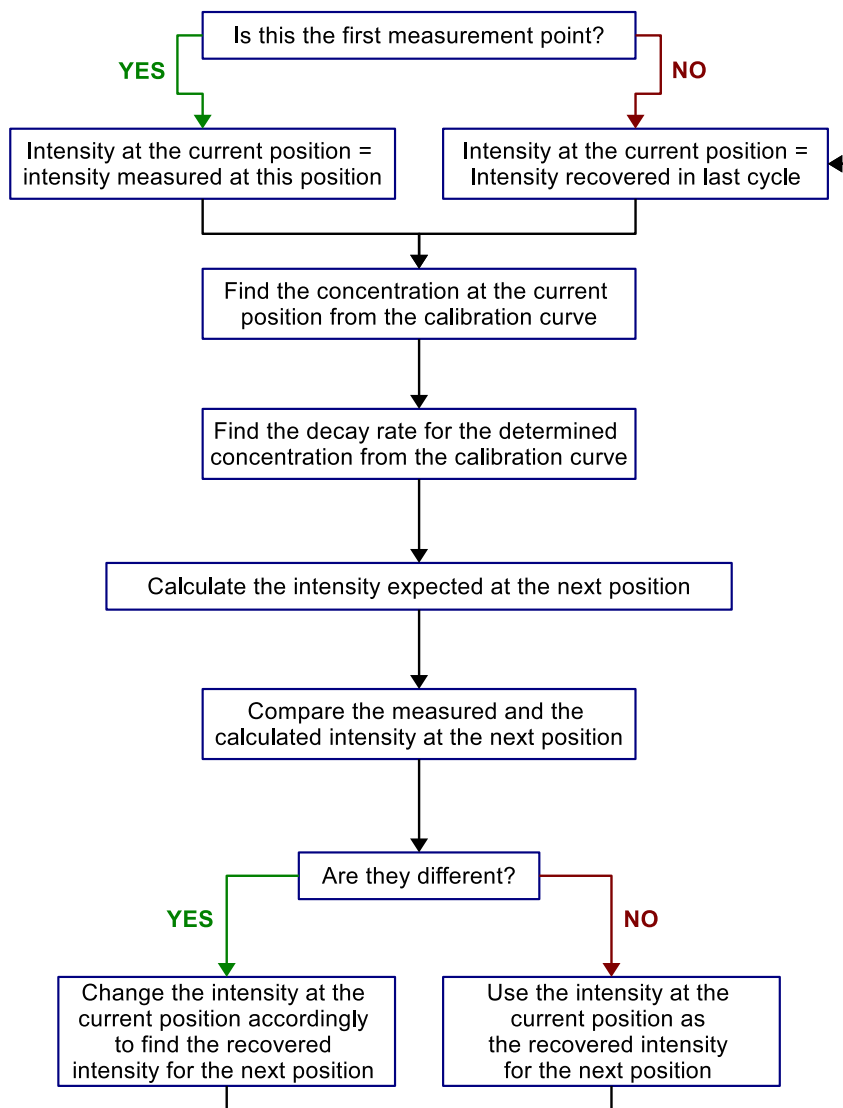 Is this the first measurement point?
YES
NO
Intensity at the current position =
intensity measured at this position
Intensity at the current position =
Intensity recovered in last cycle
Find the concentration at the current
position from the calibration curve
Find the decay rate for the determined
concentration from the calibration curve
Calculate the intensity expected at the next position
Compare the measured and the
calculated intensity at the next position
Are they different?
YES
NO
Change the intensity at the
current position accordingly
to find the recovered
intensity for the next position
Use the intensity at the
current position as
the recovered intensity
for the next position